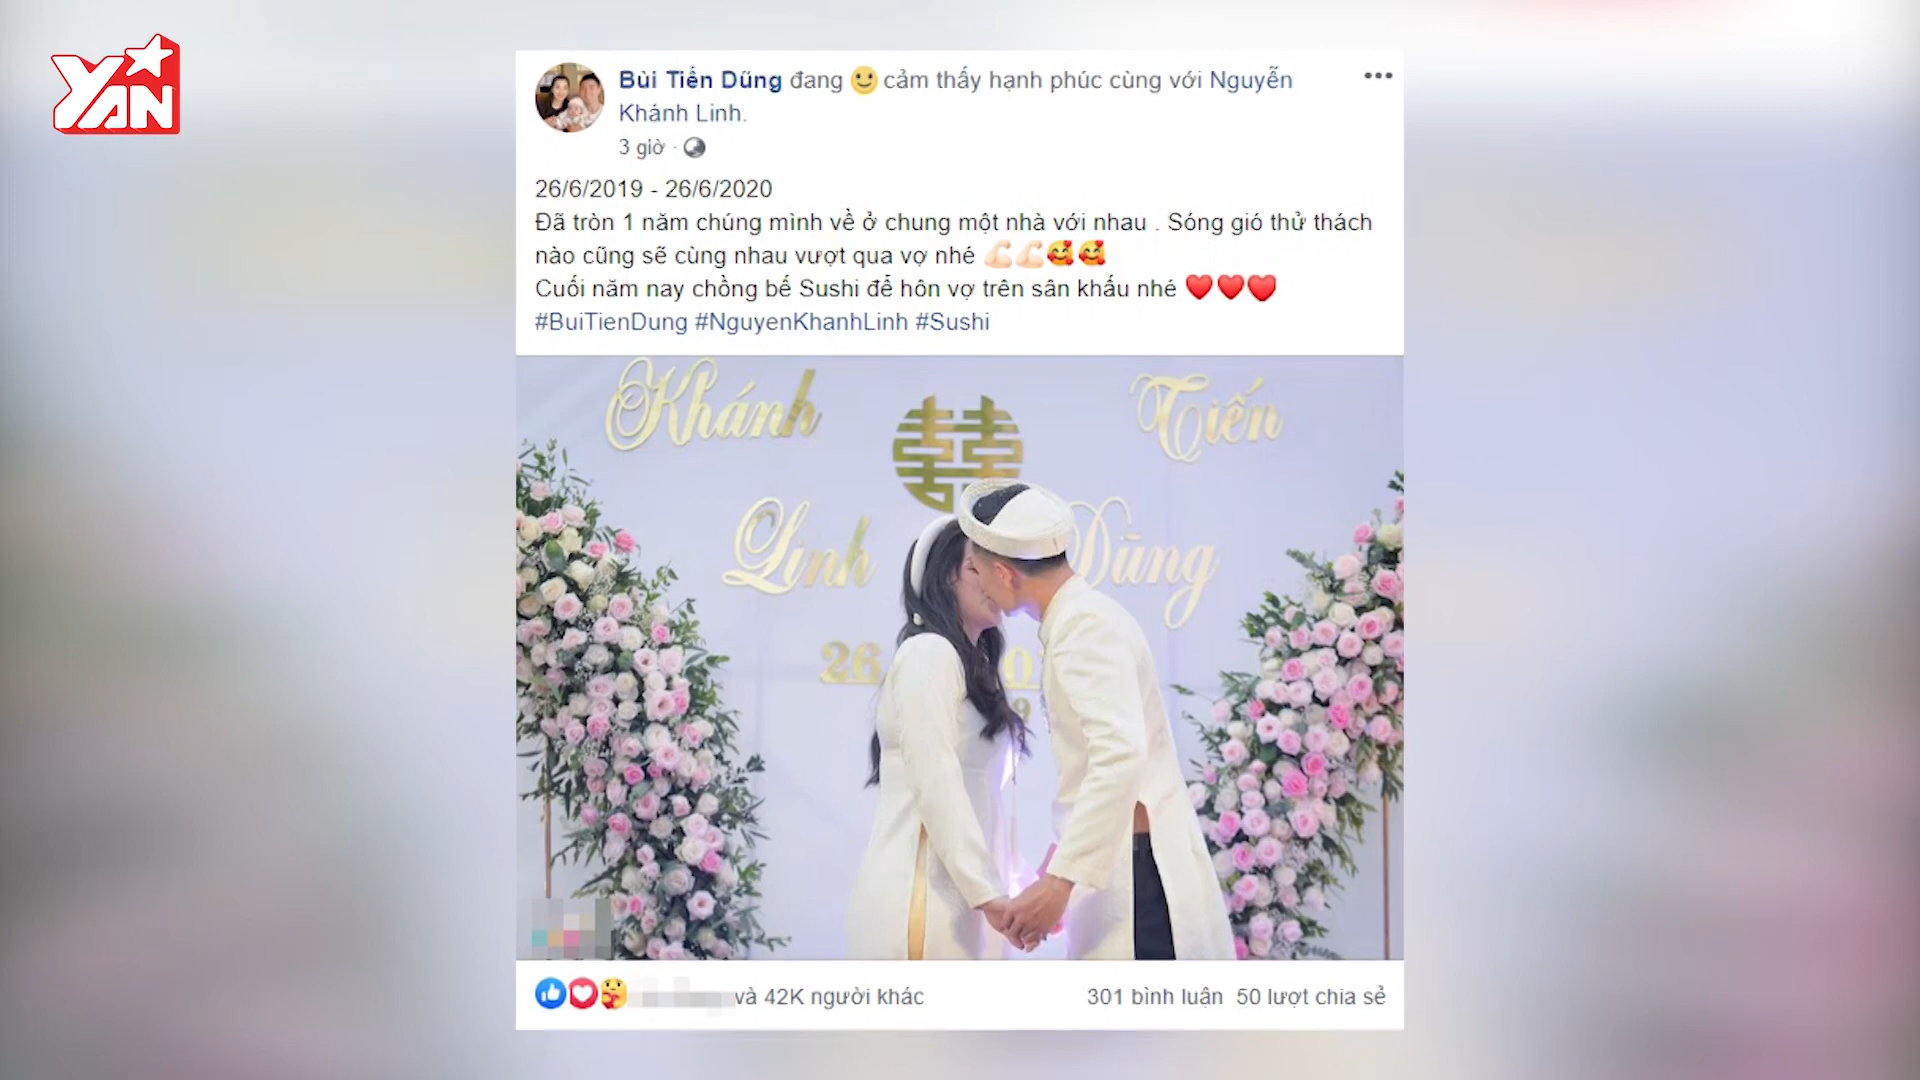 YAN
Bùi Tiến Dũng đang 🙂 cảm thấy hạnh phúc cùng với Nguyễn
Khánh Linh.
3 giờ ·
26/6/2019 - 26/6/2020
Đã tròn 1 năm chúng mình về ở chung một nhà với nhau . Sóng gió thử thách
nào cũng sẽ cùng nhau vượt qua vợ nhé 💪🏻💪🏻🥰🥰
Cuối năm nay chồng bế Sushi để hôn vợ trên sân khấu nhé ❤️❤️❤️
#BuiTienDung #NguyenKhanhLinh #Sushi
Khánh Tiến
囍
Linh Dũng
26
và 42K người khác 301 bình luận 50 lượt chia sẻ